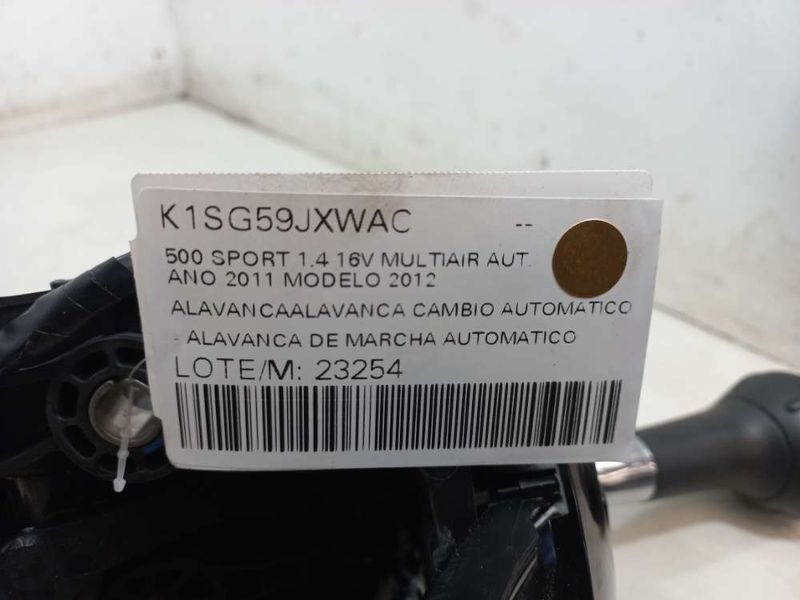 K1SG59JXWAC --
500 SPORT 1.4 16V MULTIAIR AUT.
ANO 2011 MODELO 2012
ALAVANCAALAVANCA CAMBIO AUTOMATICO
- ALAVANCA DE MARCHA AUTOMATICO
LOTE/M: 23254